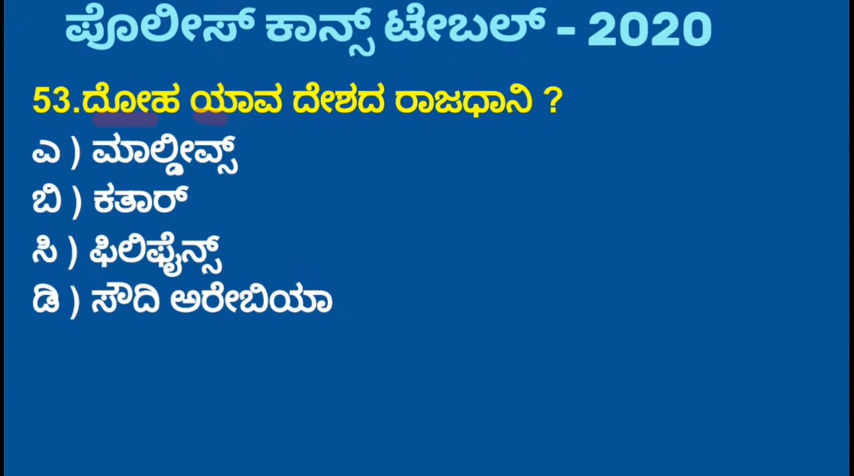 ಪೊಲೀಸ್ ಕಾನ್ಸ್ ಟೇಬಲ್ - 2020
53.ದೋಹ ಯಾವ ದೇಶದ ರಾಜಧಾನಿ ?
ಎ ) ಮಾಲ್ಡೀವ್ಸ್
ಬಿ ) ಕತಾರ್
ಸಿ ) ಫಿಲಿಫೈನ್ಸ್
ಡಿ ) ಸೌದಿ ಅರೇಬಿಯಾ